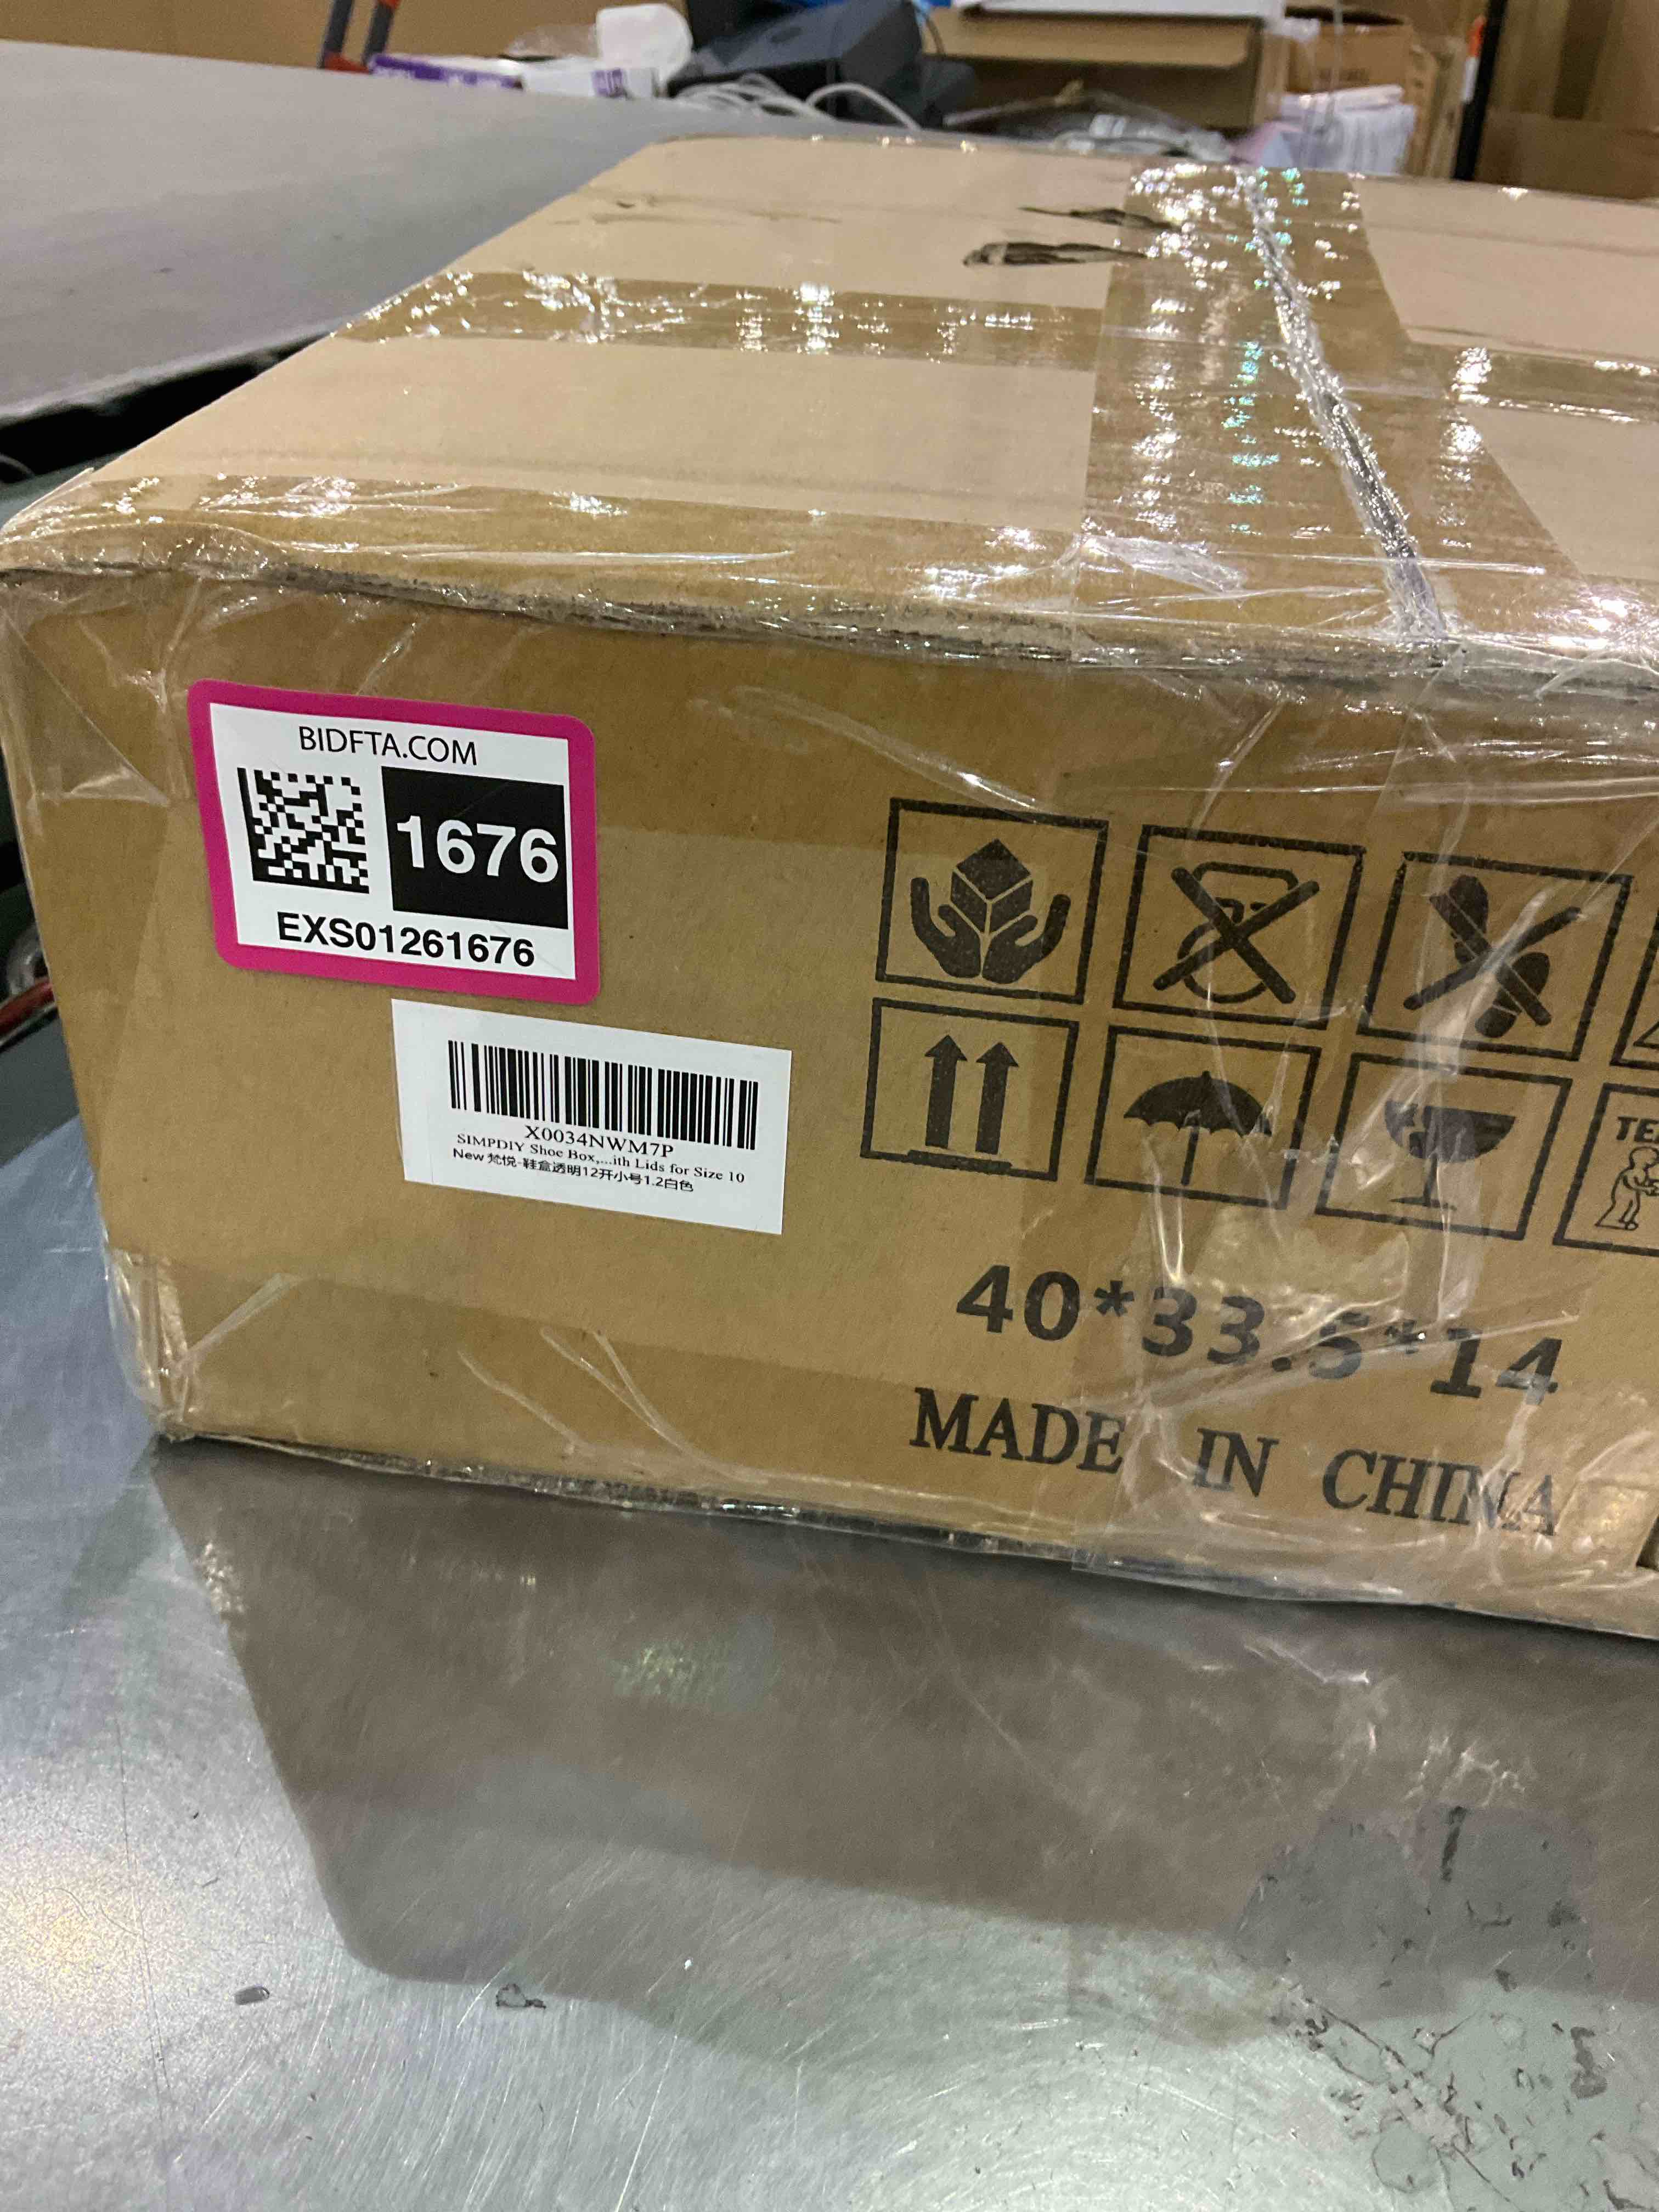 BIDFTA.COM
1676
EXS01261676
X0034NWM7P
SIMPDIY Shoe Box,...ith Lids for Size 10
New 梵悦-鞋盒透明12开小号1.2白色
40*33.5*14
MADE IN CHINA